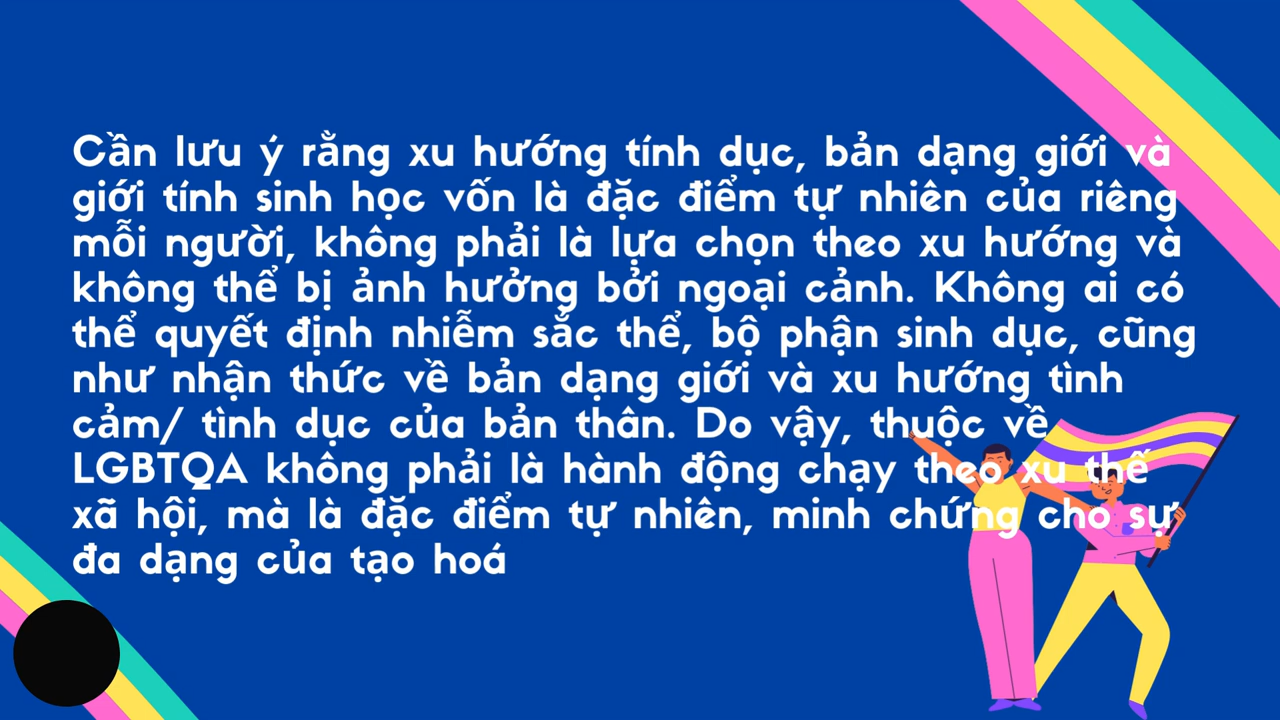 Cần lưu ý rằng xu hướng tính dục, bản dạng giới và
giới tính sinh học vốn là đặc điểm tự nhiên của riêng
mỗi người, không phải là lựa chọn theo xu hướng và
không thể bị ảnh hưởng bởi ngoại cảnh. Không ai có
thể quyết định nhiễm sắc thể, bộ phận sinh dục, cũng
như nhận thức về bản dạng giới và xu hướng tình
cảm/ tình dục của bản thân. Do vậy, thuộc về
LGBTQA không phải là hành động chạy theo xu thế
xã hội, mà là đặc điểm tự nhiên, minh chứng cho sự
đa dạng của tạo hoá